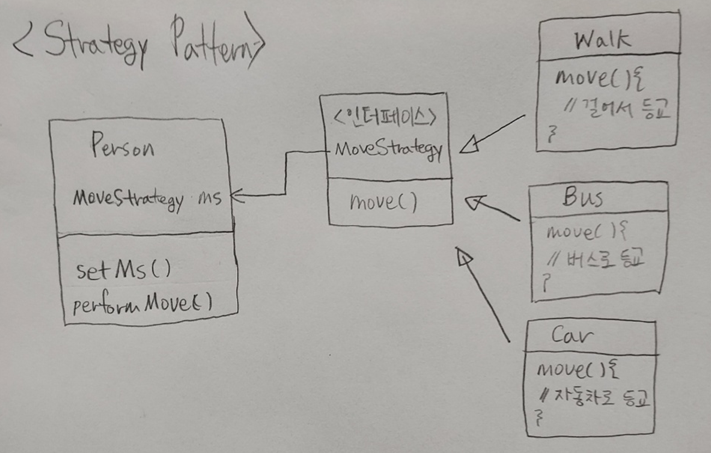 <Strategy Pattern>
Person
MoveStrategy ms
setMs()
performMove()
<인터페이스>
MoveStrategy
move()
Walk
move(){
// 걸어서 등교
}
Bus
move(){
// 버스로 등교
}
Car
move(){
// 자동차로 등교
}